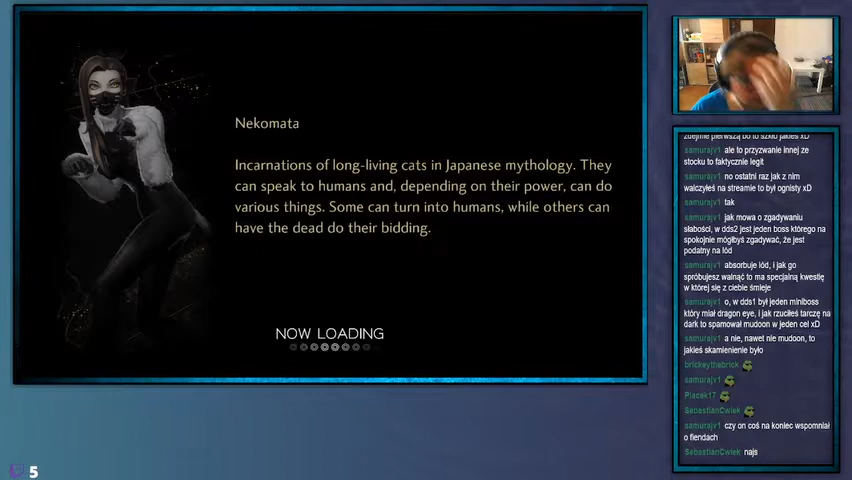 Nekomata
Incarnations of long-living cats in Japanese mythology. They
can speak to humans and, depending on their power, can do
various things. Some can turn into humans, while others can
have the dead do their bidding.
NOW LOADING
5
samurajv1 ale to przyzwanie innej ze
stocku to faktycznie legit
samurajv1 no ostatni raz jak z nim
walczyłeś na streamie to był ognisty xD
samurajv1 tak
samurajv1 jak mowa o zgadywaniu
słabości, w dds2 jest jeden boss którego na
spokojnie mógłbyś zgadywać, że jest
podatny na lód
samurajv1 absorbuje lód, i jak go
spróbujesz walnąć to ma specjalną kwestię
w której się z ciebie śmieje
samurajv1 o, w dds1 był jeden miniboss
który miał dragon eye, i jak rzuciłeś tarczę na
dark to spamował mudoon w jeden cel xD
samurajv1 a nie, nawet nie mudoon, to
jakieś skamienienie było
brickeythebrick
samurajv1
Placek17
SebastianCwiek
samurajv1 czy on coś na koniec wspomniał
o fiendach
SebastianCwiek najs